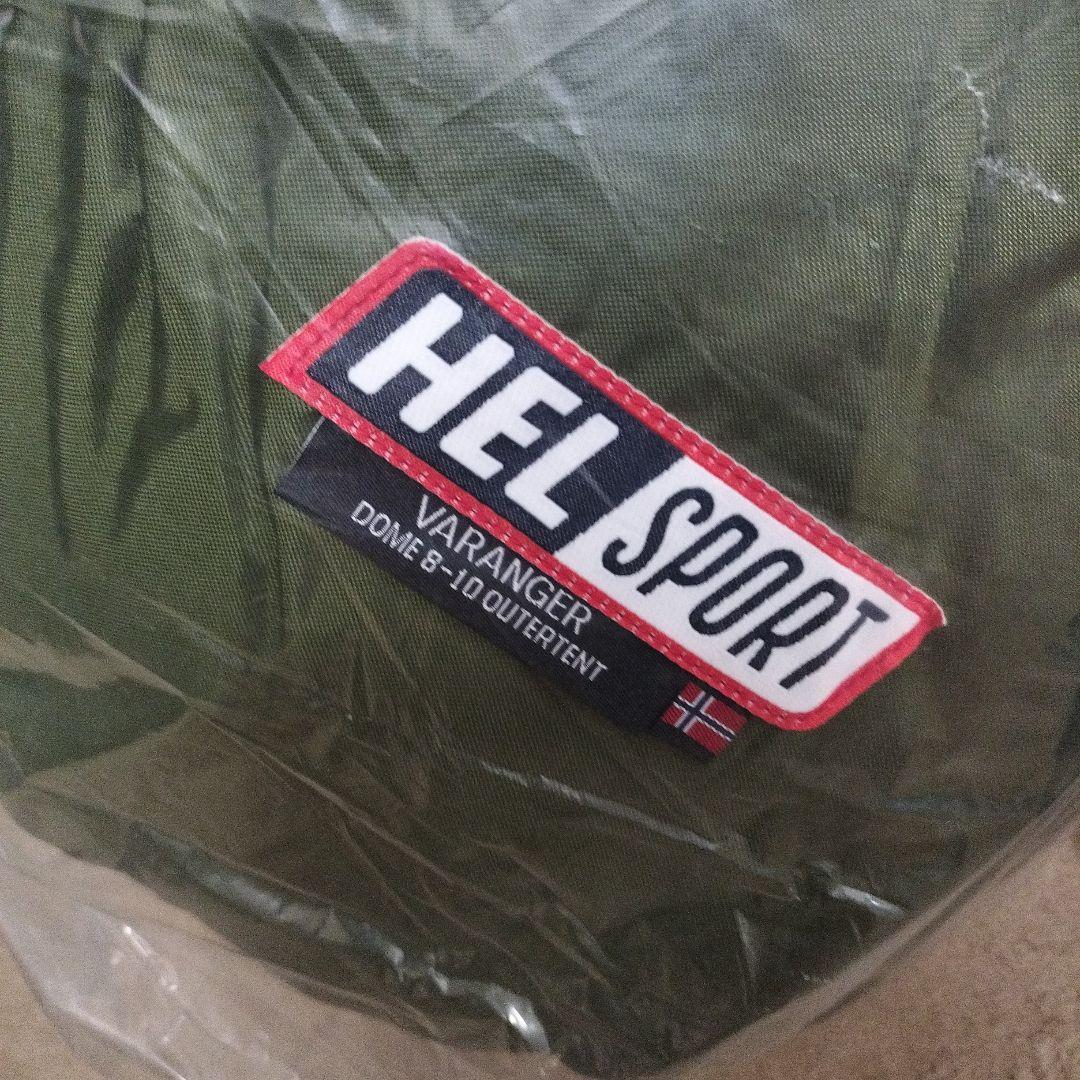 HEL SPORT
VARANGER
DOME 8-10 OUTERTENT